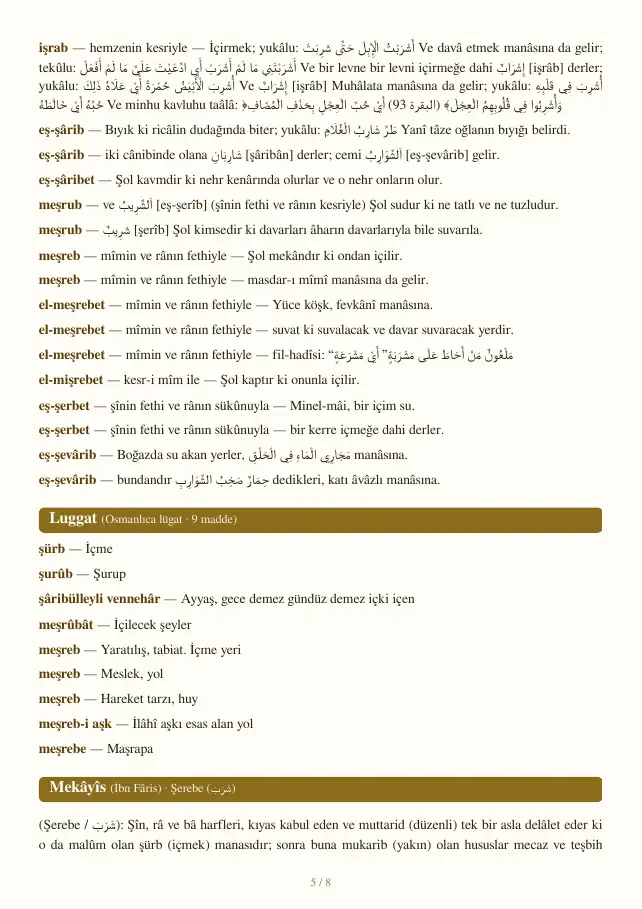 işrab — hemzenin kesriyle — İçirmek; yukâlu: أَشْرَبْتُ الْإِبِلَ حَتَّى شَرِبَتْ Ve davâ etmek manâsına da gelir;
tekûlu: أَشْرَبْتَنِي مَا لَمْ أَشْرَبْ أَيِ ادَّعَيْتَ عَلَيَّ مَا لَمْ أَفْعَلْ Ve bir levne bir levni içirmeğe dahi إِشْرَابٌ [işrâb] derler;
yukâlu: أُشْرِبَ الْأَبْيَضُ حُمْرَةً أَيْ عَلَاهُ ذَلِكَ Ve إِشْرَابٌ [işrâb] Muhâlata manâsına da gelir; yukâlu: أُشْرِبَ فِي قَلْبِهِ
حُبُّهُ أَيْ خَالَطَهُ Ve minhu kavluhu taâlâ: ﴿وَأُشْرِبُوا فِي قُلُوبِهِمُ الْعِجْلَ﴾ (البقرة 93) أَيْ حُبَّ الْعِجْلِ بِحَذْفِ الْمُضَافِ
eş-şârib — Bıyık ki ricâlin dudağında biter; yukâlu: طَرَّ شَارِبُ الْغُلَامِ Yanî tâze oğlanın bıyığı belirdi.
eş-şârib — iki cânibinde olana شَارِبَانِ [şâribân] derler; cemi اَلشَّوَارِبُ [eş-şevârib] gelir.
eş-şâribet — Şol kavmdir ki nehr kenârında olurlar ve o nehr onların olur.
meşrub — ve اَلشَّرِيبُ [eş-şerîb] (şînin fethi ve rânın kesriyle) Şol sudur ki ne tatlı ve ne tuzludur.
meşrub — شَرِيبٌ [şerîb] Şol kimsedir ki davarları âharın davarlarıyla bile suvarıla.
meşreb — mîmin ve rânın fethiyle — Şol mekândır ki ondan içilir.
meşreb — mîmin ve rânın fethiyle — masdar-ı mîmî manâsına da gelir.
el-meşrebet — mîmin ve rânın fethiyle — Yüce köşk, fevkânî manâsına.
el-meşrebet — mîmin ve rânın fethiyle — suvat ki suvalacak ve davar suvaracak yerdir.
el-meşrebet — mîmin ve rânın fethiyle — fil-hadîsi: “مَلْعُونٌ مَنْ أَحَاطَ عَلَى مَشْرَبَةٍ” أَيْ مَشْرَعَةٍ
el-mişrebet — kesr-i mîm ile — Şol kaptır ki onunla içilir.
eş-şerbet — şînin fethi ve rânın sükûnuyla — Minel-mâi, bir içim su.
eş-şerbet — şînin fethi ve rânın sükûnuyla — bir kerre içmeğe dahi derler.
eş-şevârib — Boğazda su akan yerler, مَجَارِي الْمَاءِ فِي الْحَلْقِ manâsına.
eş-şevârib — bundandır حِمَارٌ صَخِبُ الشَّوَارِبِ dedikleri, katı âvâzlı manâsına.
Luggat (Osmanlıca lügat · 9 madde)
şürb — İçme
şurûb — Şurup
şâribülleyli vennehâr — Ayyaş, gece demez gündüz demez içki içen
meşrûbât — İçilecek şeyler
meşreb — Yaratılış, tabiat. İçme yeri
meşreb — Meslek, yol
meşreb — Hareket tarzı, huy
meşreb-i aşk — İlâhî aşkı esas alan yol
meşrebe — Maşrapa
Mekâyîs (İbn Fâris) · Şerebe (شَرَبَ)
(Şerebe / شَرَبَ): Şîn, râ ve bâ harfleri, kıyas kabul eden ve muttarid (düzenli) tek bir asla delâlet eder ki
o da malûm olan şürb (içmek) manasıdır; sonra buna mukarib (yakın) olan hususlar mecaz ve teşbih
5 / 8